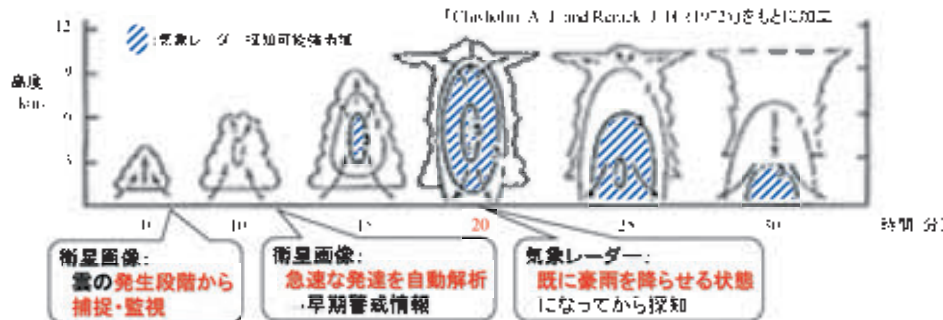 「Chisholm, A. J. and Renick, J. H. (1972)」をもとに加工
:気象レーダー探知可能領域
高度
km
12
9
6
3
10
15
20
25
30
時間(分)
衛星画像:
雲の発生段階から
捕捉・監視
衛星画像:
急速な発達を自動解析
→早期警戒情報
気象レーダー:
既に豪雨を降らせる状態
になってから探知